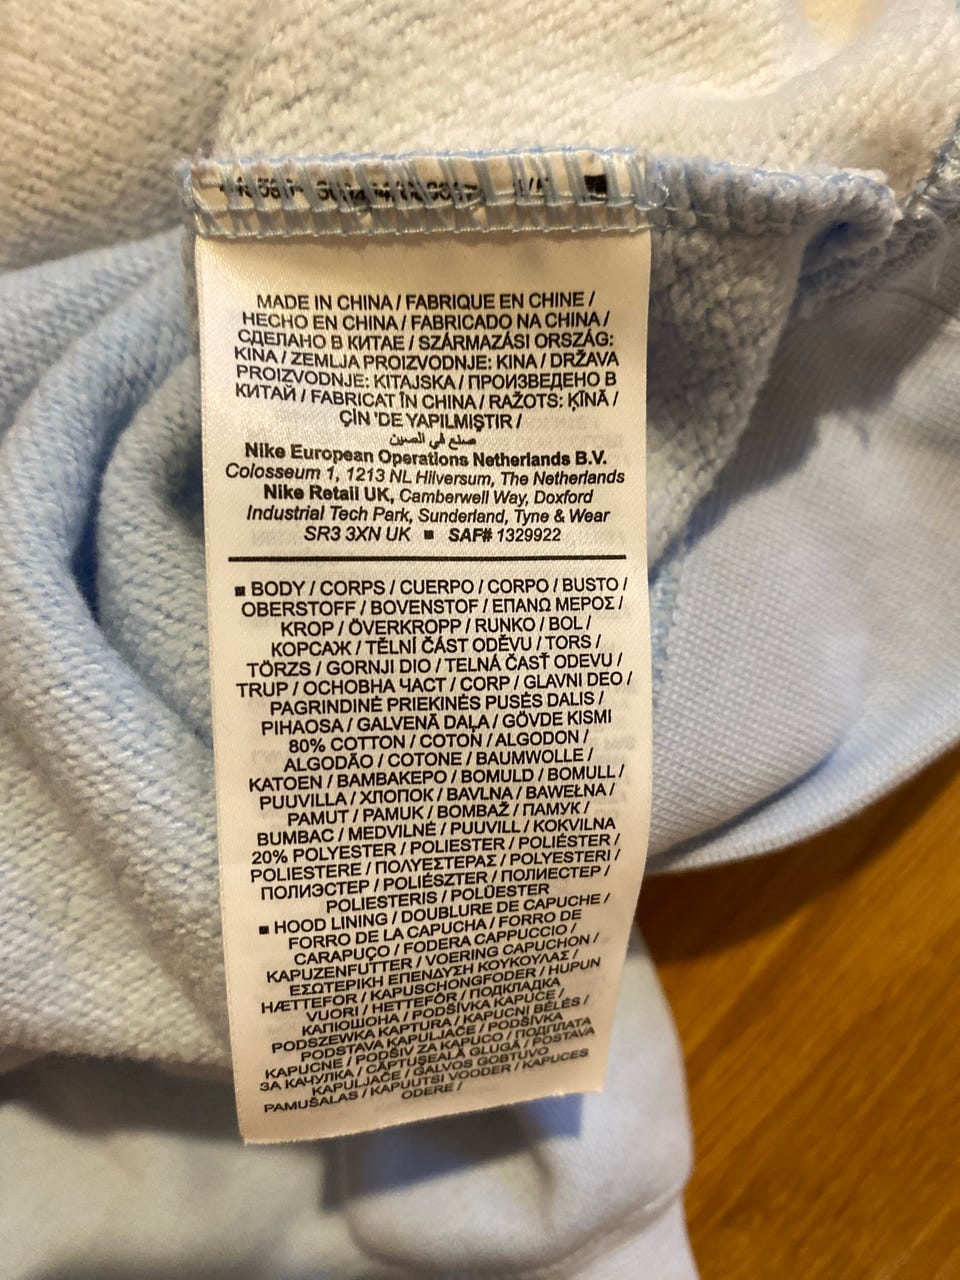 MADE IN CHINA / FABRIQUE EN CHINE /
HECHO EN CHINA / FABRICADO NA CHINA /
СДЕЛАНО В КИТАЕ / SZÁRMAZÁSI ORSZÁG:
KINA / ZEMLJA PROIZVODNJE: KINA / DRŽAVA
PROIZVODNJE: KITAJSKA / ПРОИЗВЕДЕНО В
КИТАЙ / FABRICAT ÎN CHINA / RAŽOTS: ĶĪNĀ /
ÇİN 'DE YAPILMIŞTIR /
صنع في الصين
Nike European Operations Netherlands B.V.
Colosseum 1, 1213 NL Hilversum, The Netherlands
Nike Retail UK, Camberwell Way, Doxford
Industrial Tech Park, Sunderland, Tyne & Wear
SR3 3XN UK ■ SAF# 1329922
■ BODY / CORPS / CUERPO / CORPO / BUSTO /
OBERSTOFF / BOVENSTOF / ΕΠΑΝΩ ΜΕΡΟΣ /
KROP / ÖVERKROPP / RUNKO / BOL /
КОРСАЖ / TĚLNÍ ČÁST ODĚVU / TORS /
TÖRZS / GORNJI DIO / TELNÁ ČASŤ ODEVU /
TRUP / ОСНОВНА ЧАСТ / CORP / GLAVNI DEO /
PAGRINDINĖ PRIEKINĖS PUSĖS DALIS /
PIHAOSA / GALVENĀ DAĻA / GÖVDE KISMI
80% COTTON / COTON / ALGODON /
ALGODÃO / COTONE / BAUMWOLLE /
KATOEN / ΒΑΜΒΑΚΕΡΟ / BOMULD / BOMULL /
PUUVILLA / ХЛОПОК / BAVLNA / BAWEŁNA /
PAMUT / PAMUK / BOMBAŽ / ПАМУК /
BUMBAC / MEDVILNĖ / PUUVILL / KOKVILNA
20% POLYESTER / POLIESTER / POLIÉSTER /
POLIESTERE / ΠΟΛΥΕΣΤΕΡΑΣ / POLYESTERI /
ПОЛИЭСТЕР / POLIÉSZTER / ПОЛИЕСТЕР /
POLIESTERIS / POLÜESTER
■ HOOD LINING / DOUBLURE DE CAPUCHE /
FORRO DE LA CAPUCHA / FORRO DE
CARAPUÇO / FODERA CAPPUCCIO /
KAPUZENFUTTER / VOERING CAPUCHON /
ΕΣΩΤΕΡΙΚΗ ΕΠΕΝΔΥΣΗ ΚΟΥΚΟΥΛΑΣ /
HÆTTEFOR / KAPUSCHONGFODER / HUPUN
VUORI / HETTEFÔR / ПОДКЛАДКА
КАПЮШОНА / PODŠÍVKA KAPUCE /
PODSZEWKA KAPTURA / KAPUCNI BÉLÉS /
PODSTAVA KAPULJAČE / PODŠÍVKA
KAPUCNE / PODŠIV ZA KAPUCO / ПОДПЛАТА
ЗА КАЧУЛКА / CĂPTUŞEALĂ GLUGĂ / POSTAVA
KAPULJAČE / GALVOS GOBTUVO
PAMUŠALAS / KAPUUTSI VOODER / KAPUCES
ODERE /